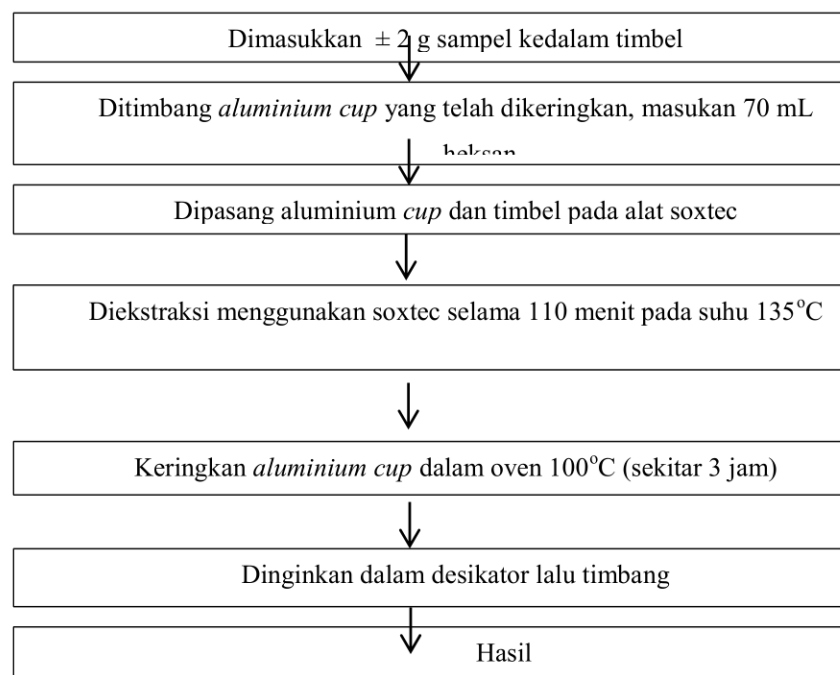 Dimasukkan ± 2 g sampel kedalam timbel
Ditimbang aluminium cup yang telah dikeringkan, masukan 70 mL
heksan
Dipasang aluminium cup dan timbel pada alat soxtec
Diekstraksi menggunakan soxtec selama 110 menit pada suhu 135°C
Keringkan aluminium cup dalam oven 100°C (sekitar 3 jam)
Dinginkan dalam desikator lalu timbang
Hasil